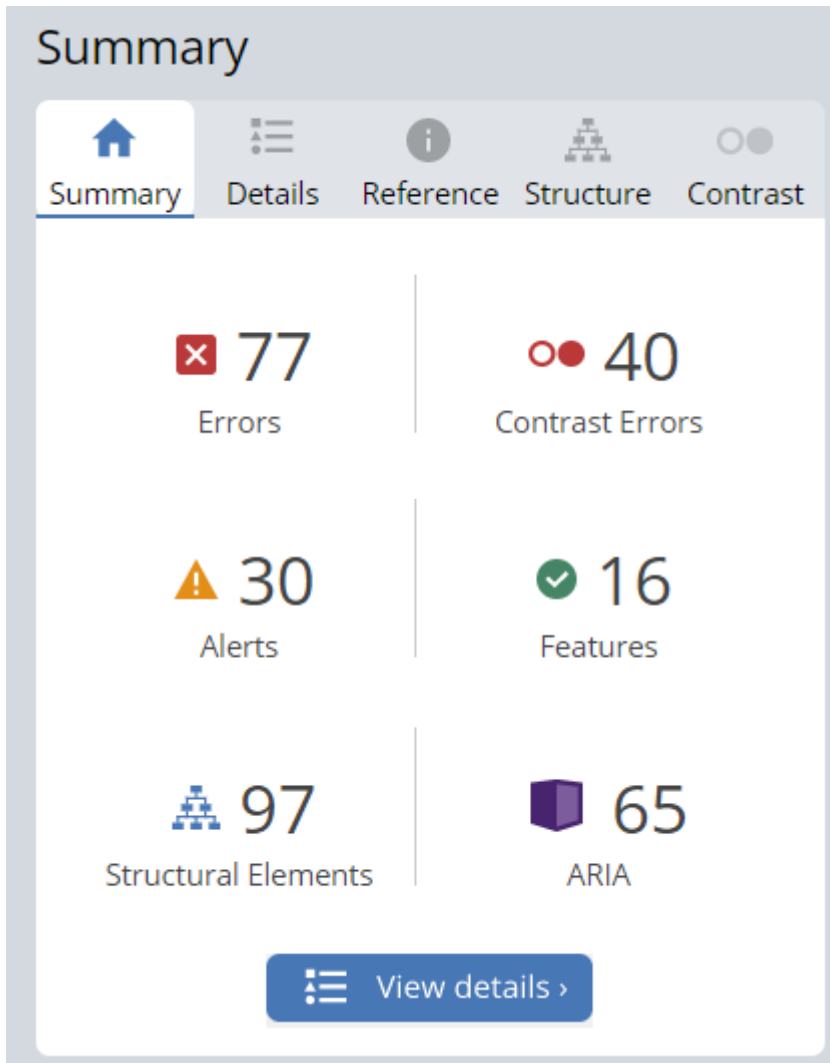 Summary
Summary Details Reference Structure Contrast
77 40
Errors Contrast Errors
30 16
Alerts Features
97 65
Structural Elements ARIA
View details ›